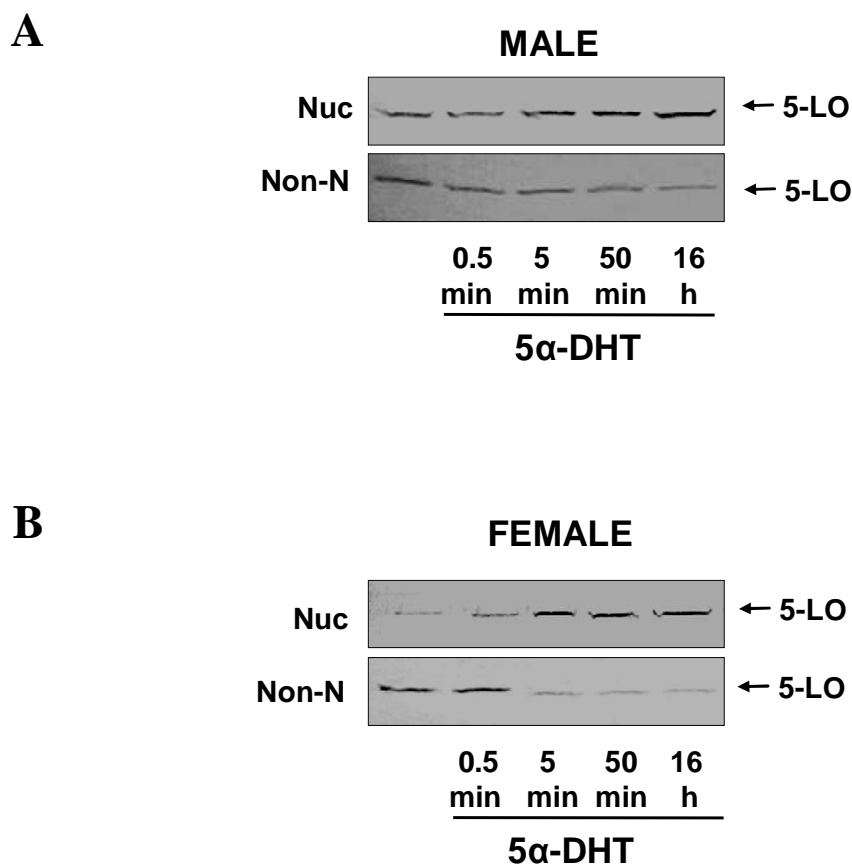 A
MALE
Nuc ← 5-LO
Non-N ← 5-LO
0.5 5 50 16
min min min h
5α-DHT
B
FEMALE
Nuc ← 5-LO
Non-N ← 5-LO
0.5 5 50 16
min min min h
5α-DHT